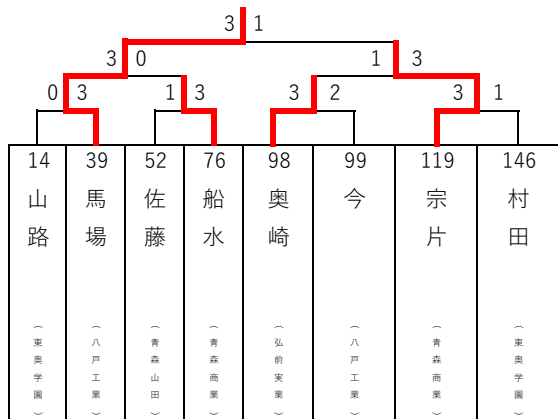 3 1
3 0 1 3
0 3 1 3 3 2 3 1
14 39 52 76 98 99 119 146
山路 馬場 佐藤 船水 奥崎 今 宗片 村田
(東奥学園) (八戸工業) (青森山田) (青森商業) (弘前実業) (八戸工業) (青森商業) (東奥学園)